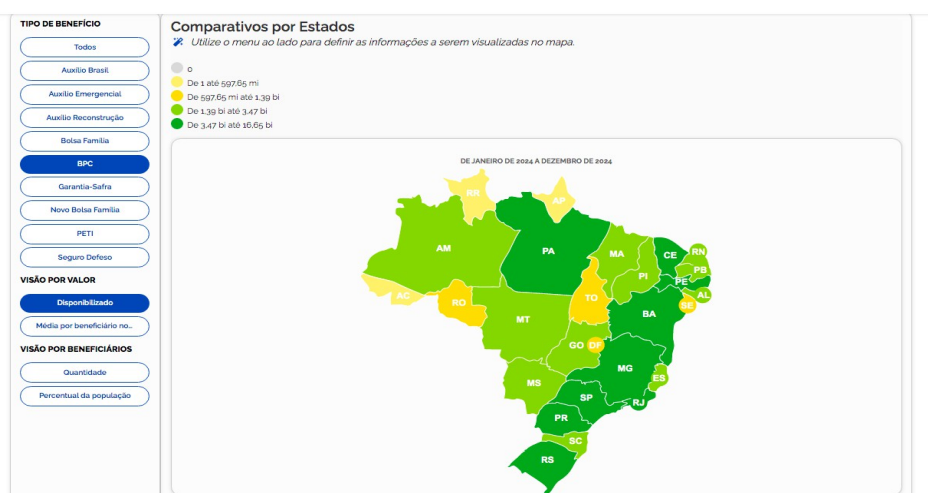 TIPO DE BENEFÍCIO
Todos
Auxílio Brasil
Auxílio Emergencial
Auxílio Reconstrução
Bolsa Família
BPC
Garantia-Safra
Novo Bolsa Família
PETI
Seguro Defeso
VISÃO POR VALOR
Disponibilizado
Média por beneficiário no...
VISÃO POR BENEFICIÁRIOS
Quantidade
Percentual da população
Comparativos por Estados
Utilize o menu ao lado para definir as informações a serem visualizadas no mapa.
0
De 1 até 597,65 mi
De 597,65 mi até 1,39 bi
De 1,39 bi até 3,47 bi
De 3,47 bi até 16,65 bi
DE JANEIRO DE 2024 A DEZEMBRO DE 2024
RR AP
AM PA MA CE RN
PI PB
PE
AC RO TO AL
SE
MT BA
GO DF
MG
MS ES
SP RJ
PR
SC
RS